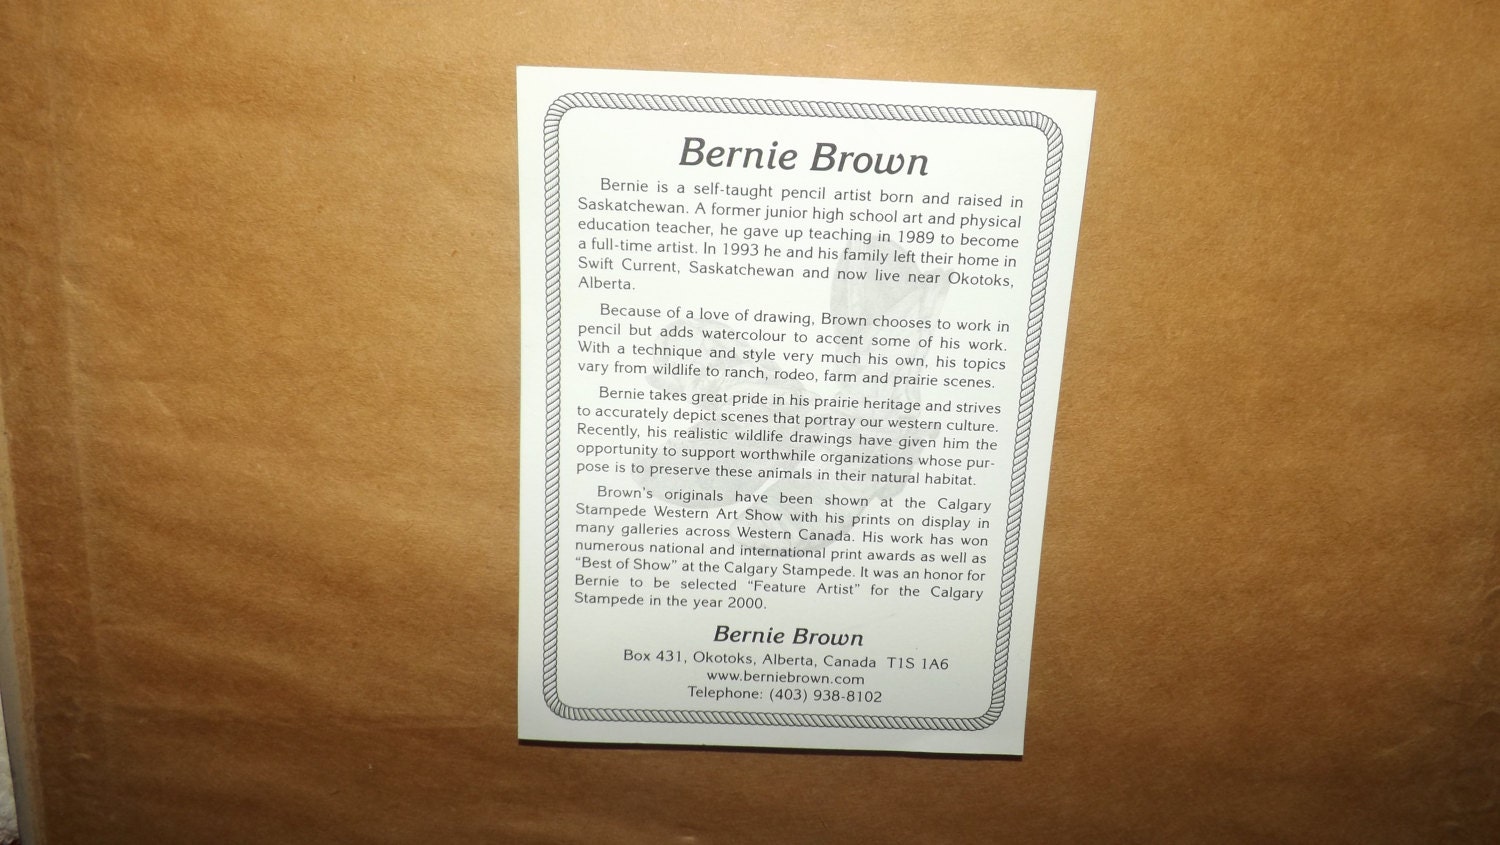 Bernie Brown
Bernie is a self-taught pencil artist born and raised in
Saskatchewan. A former junior high school art and physical
education teacher, he gave up teaching in 1989 to become
a full-time artist. In 1993 he and his family left their home in
Swift Current, Saskatchewan and now live near Okotoks,
Alberta.
Because of a love of drawing, Brown chooses to work in
pencil but adds watercolour to accent some of his work.
With a technique and style very much his own, his topics
vary from wildlife to ranch, rodeo, farm and prairie scenes.
Bernie takes great pride in his prairie heritage and strives
to accurately depict scenes that portray our western culture.
Recently, his realistic wildlife drawings have given him the
opportunity to support worthwhile organizations whose pur-
pose is to preserve these animals in their natural habitat.
Brown's originals have been shown at the Calgary
Stampede Western Art Show with his prints on display in
many galleries across Western Canada. His work has won
numerous national and international print awards as well as
"Best of Show" at the Calgary Stampede. It was an honor for
Bernie to be selected "Feature Artist" for the Calgary
Stampede in the year 2000.
Bernie Brown
Box 431, Okotoks, Alberta, Canada T1S 1A6
www.berniebrown.com
Telephone: (403) 938-8102